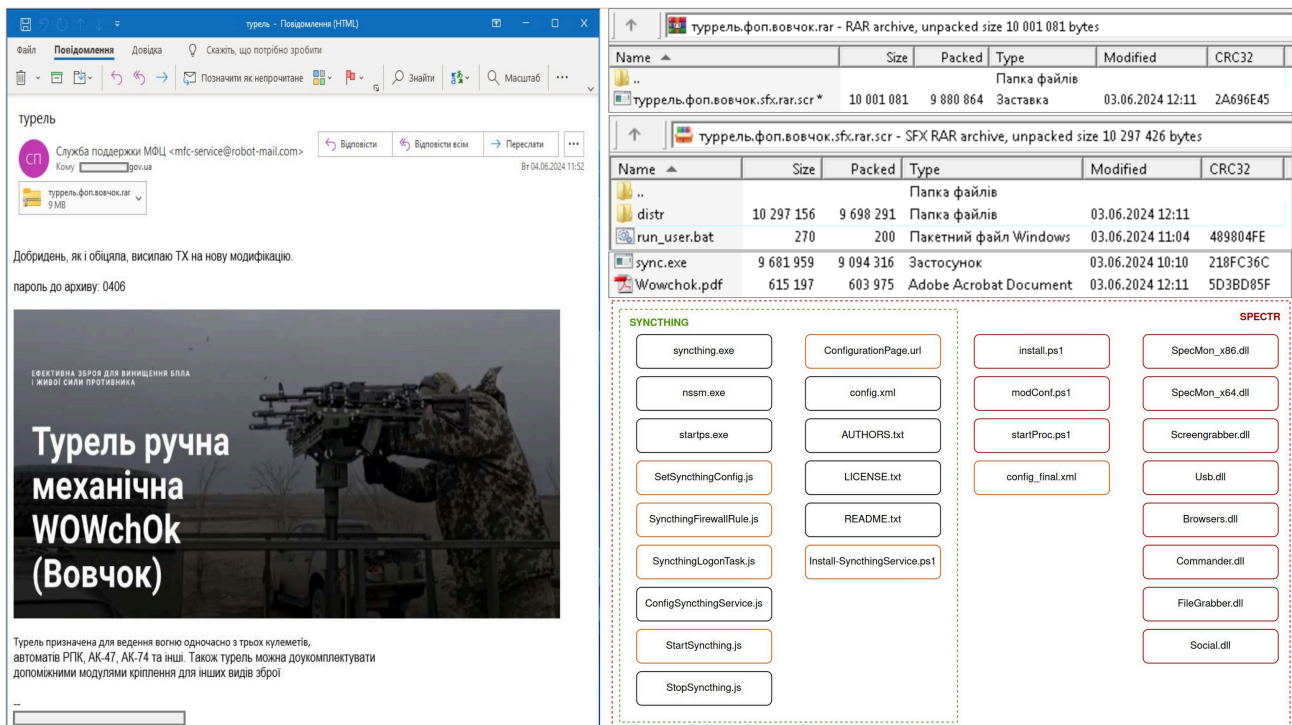 турель - Повідомлення (HTML)
Файл Повідомлення Довідка Скажіть, що потрібно зробити
Позначити як непрочитане Знайти Масштаб
турель
СП
Служба поддержки МФЦ <mfc-service@robot-mail.com>
Кому gov.ua
Відповісти Відповісти всім Переслати
Вт 04.06.2024 11:52
туррель.фоп.вовчок.rar
9 MB
Добридень, як і обіцяла, висилаю ТХ на нову модифікацію.
пароль до архиву: 0406
ЕФЕКТИВНА ЗБРОЯ ДЛЯ ВИНИЩЕННЯ БПЛА
І ЖИВОЇ СИЛИ ПРОТИВНИКА
Турель ручна
механічна
WOWchOk
(Вовчок)
Турель призначена для ведення вогню одночасно з трьох кулеметів,
автоматів РПК, АК-47, АК-74 та інші. Також турель можна доукомплектувати
допоміжними модулями кріплення для інших видів зброї
--
туррель.фоп.вовчок.rar - RAR archive, unpacked size 10 001 081 bytes
Name Size Packed Type Modified CRC32
.. Папка файлів
туррель.фоп.вовчок.sfx.rar.scr * 10 001 081 9 880 864 Заставка 03.06.2024 12:11 2A696E45
туррель.фоп.вовчок.sfx.rar.scr - SFX RAR archive, unpacked size 10 297 426 bytes
Name Size Packed Type Modified CRC32
.. Папка файлів
distr 10 297 156 9 698 291 Папка файлів 03.06.2024 12:11
run_user.bat 270 200 Пакетний файл Windows 03.06.2024 11:04 489804FE
sync.exe 9 681 959 9 094 316 Застосунок 03.06.2024 10:10 218FC36C
Wowchok.pdf 615 197 603 975 Adobe Acrobat Document 03.06.2024 12:11 5D3BD85F
SYNCTHING SPECTR
syncthing.exe ConfigurationPage.url install.ps1 SpecMon_x86.dll
nssm.exe config.xml modConf.ps1 SpecMon_x64.dll
startps.exe AUTHORS.txt startProc.ps1 Screengrabber.dll
SetSyncthingConfig.js LICENSE.txt config_final.xml Usb.dll
SyncthingFirewallRule.js README.txt Browsers.dll
SyncthingLogonTask.js Install-SyncthingService.ps1 Commander.dll
ConfigSyncthingService.js FileGrabber.dll
StartSyncthing.js Social.dll
StopSyncthing.js